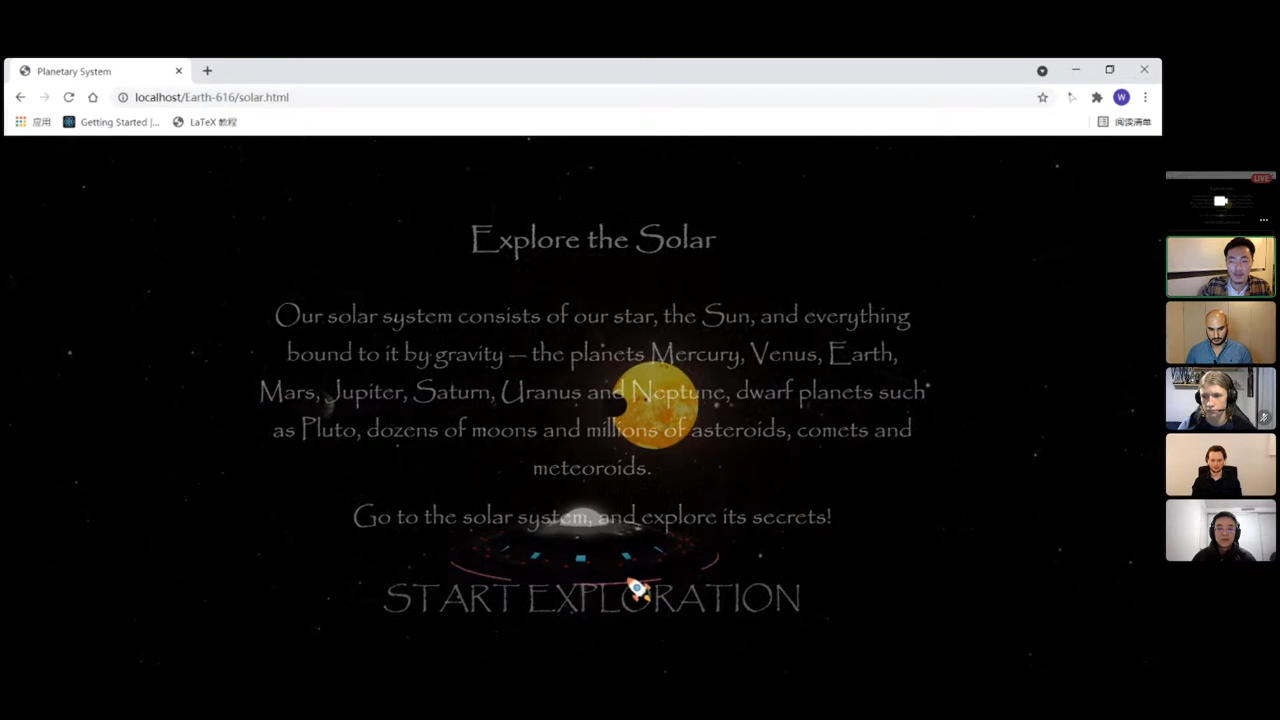 Planetary System
localhost/Earth-616/solar.html
W
应用
Getting Started |...
LaTeX 教程
阅读清单
LIVE
Explore the Solar
Our solar system consists of our star, the Sun, and everything
bound to it by gravity — the planets Mercury, Venus, Earth,
Mars, Jupiter, Saturn, Uranus and Neptune, dwarf planets such
as Pluto, dozens of moons and millions of asteroids, comets and
meteoroids.
Go to the solar system, and explore its secrets!
START EXPLORATION